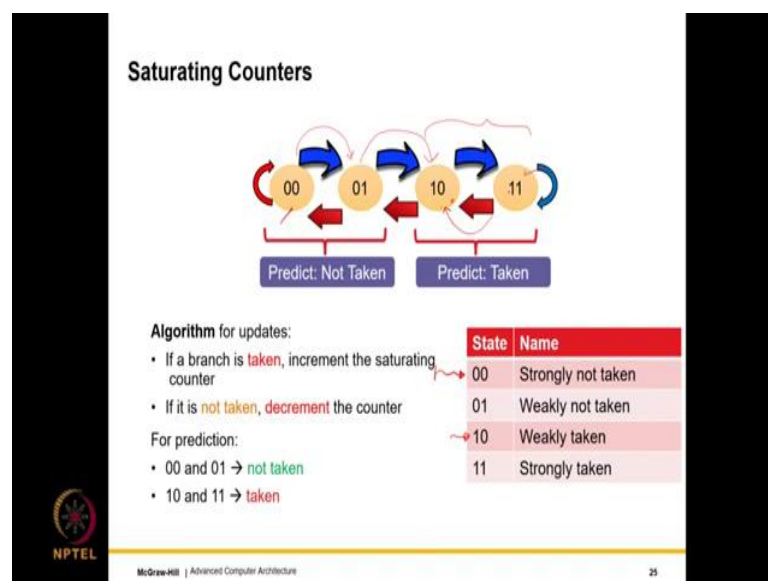 Saturating Counters
00 01 10 11
Predict: Not Taken Predict: Taken
Algorithm for updates:
• If a branch is taken, increment the saturating
counter
• If it is not taken, decrement the counter
For prediction:
• 00 and 01 → not taken
• 10 and 11 → taken
State Name
00 Strongly not taken
01 Weakly not taken
10 Weakly taken
11 Strongly taken
NPTEL
McGraw-Hill | Advanced Computer Architecture 25